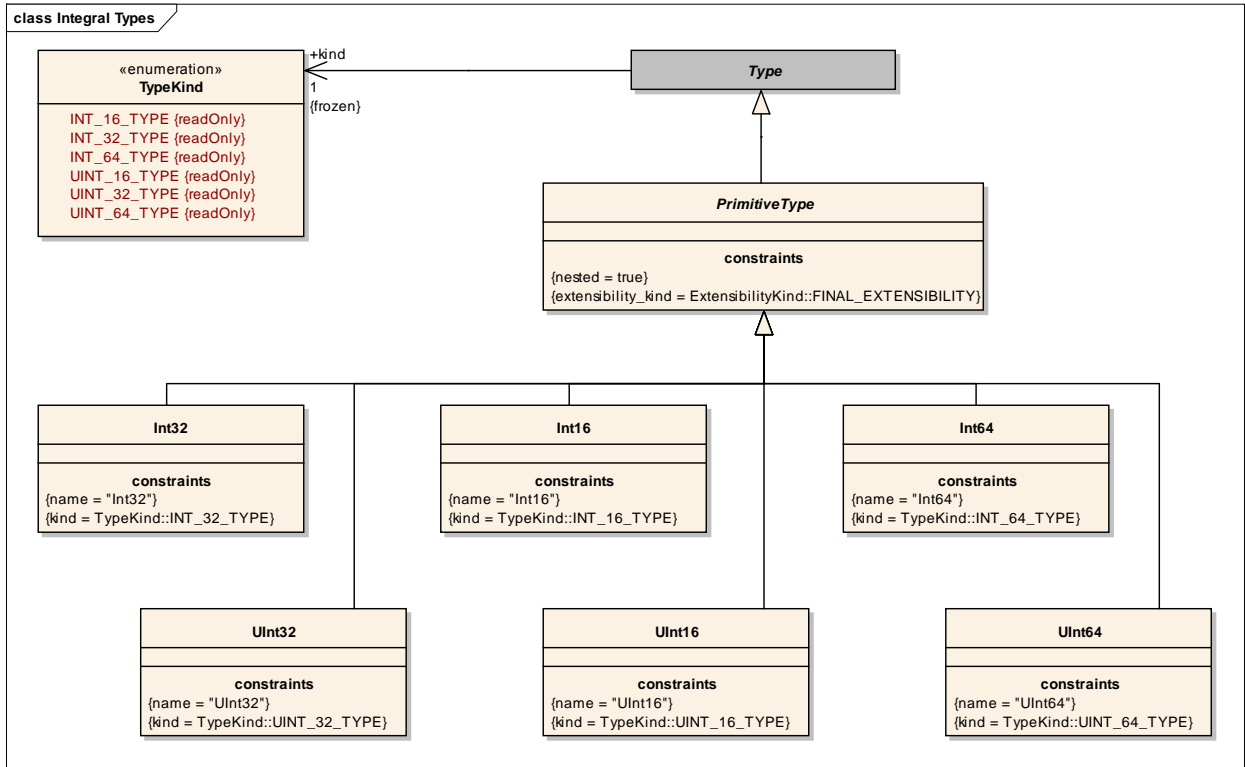 class Integral Types
«enumeration»
TypeKind
INT_16_TYPE {readOnly}
INT_32_TYPE {readOnly}
INT_64_TYPE {readOnly}
UINT_16_TYPE {readOnly}
UINT_32_TYPE {readOnly}
UINT_64_TYPE {readOnly}
+kind
1
{frozen}
Type
PrimitiveType
constraints
{nested = true}
{extensibility_kind = ExtensibilityKind::FINAL_EXTENSIBILITY}
Int32
constraints
{name = "Int32"}
{kind = TypeKind::INT_32_TYPE}
Int16
constraints
{name = "Int16"}
{kind = TypeKind::INT_16_TYPE}
Int64
constraints
{name = "Int64"}
{kind = TypeKind::INT_64_TYPE}
UInt32
constraints
{name = "UInt32"}
{kind = TypeKind::UINT_32_TYPE}
UInt16
constraints
{name = "UInt16"}
{kind = TypeKind::UINT_16_TYPE}
UInt64
constraints
{name = "UInt64"}
{kind = TypeKind::UINT_64_TYPE}